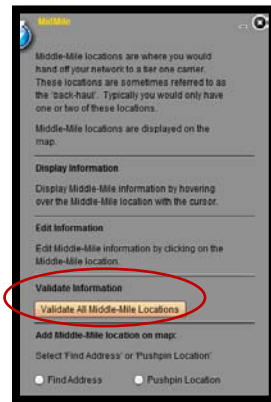 MidMile
Middle-Mile locations are where you would
hand off your network to a tier one carrier.
These locations are sometimes referred to as
the 'back-haul'. Typically you would only have
one or two of these locations.
Middle-Mile locations are displayed on the
map.
Display Information
Display Middle-Mile information by hovering
over the Middle-Mile location with the cursor.
Edit Information
Edit Middle-Mile information by clicking on the
Middle-Mile location.
Validate Information
Validate All Middle-Mile Locations
Add Middle-Mile location on map:
Select 'Find Address' or 'Pushpin Location'
Find Address Pushpin Location